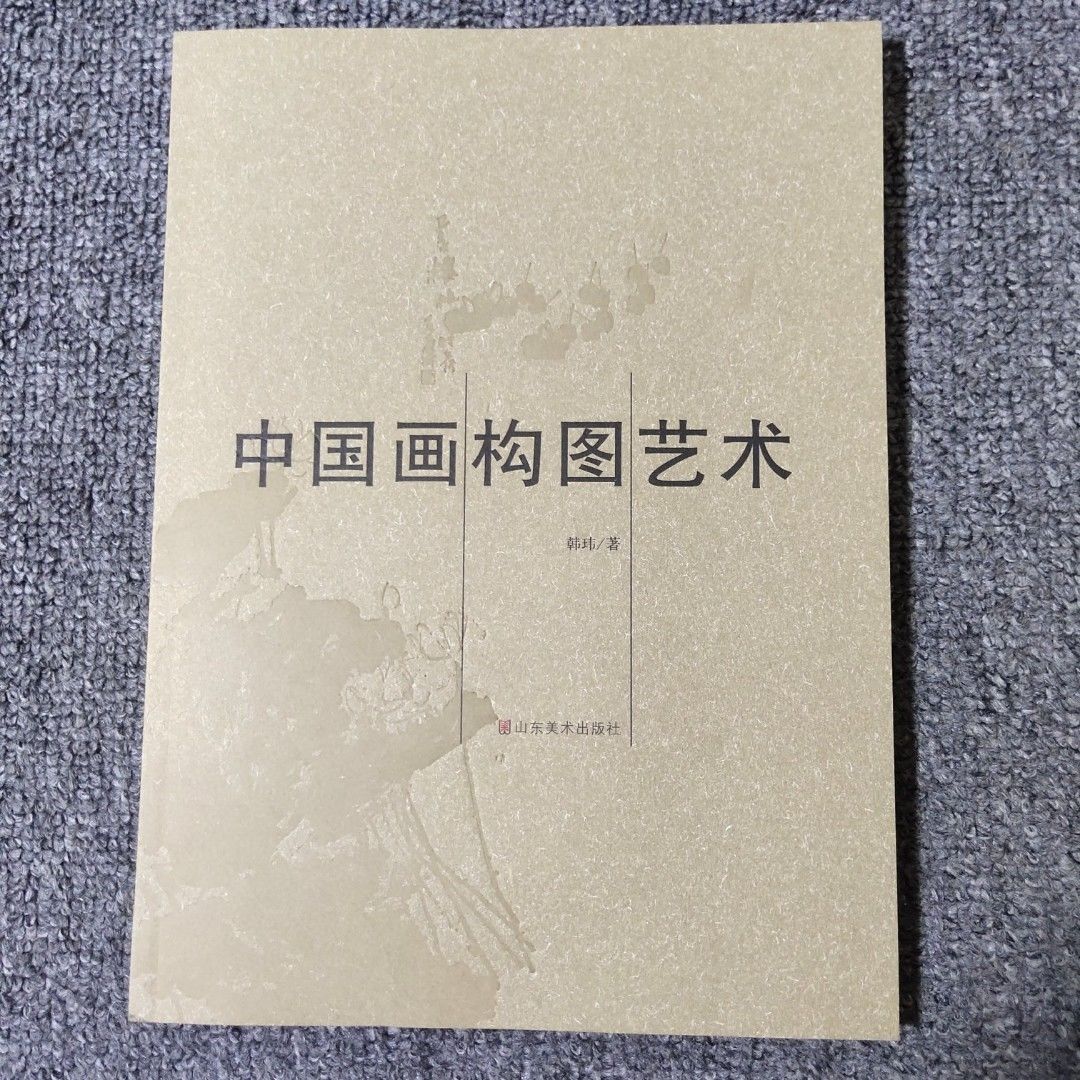 中国画构图艺术
韩玮/著
山东美术出版社